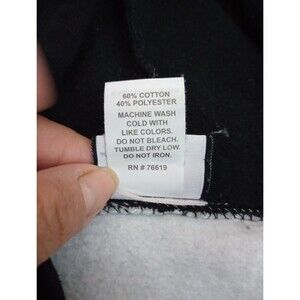 60% COTTON
40% POLYESTER
MACHINE WASH
COLD WITH
LIKE COLORS.
DO NOT BLEACH.
TUMBLE DRY LOW.
DO NOT IRON.
RN # 76619